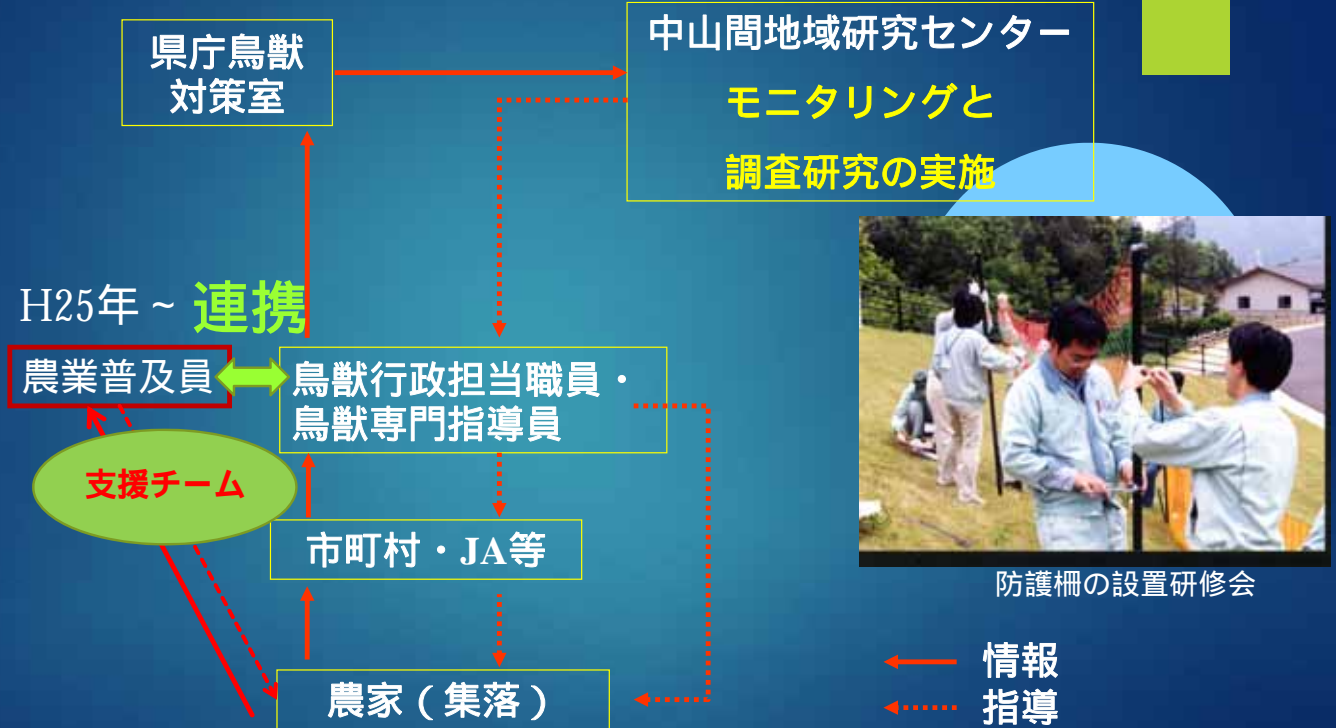 県庁鳥獣
対策室
中山間地域研究センター
モニタリングと
調査研究の実施
H25年~ 連携
農業普及員
鳥獣行政担当職員・
鳥獣専門指導員
支援チーム
市町村・JA等
農家(集落)
防護柵の設置研修会
情報
指導